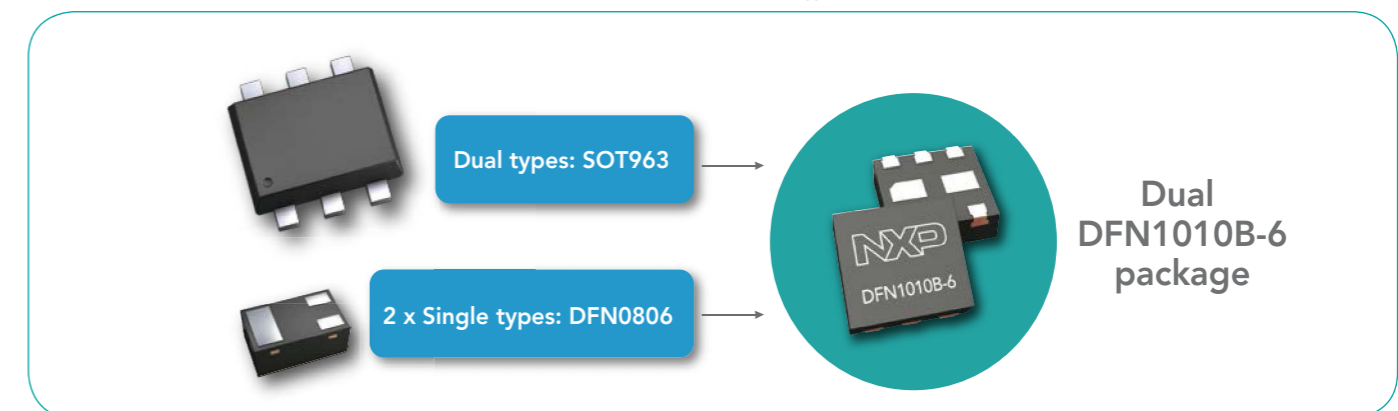 Dual types: SOT963
2 x Single types: DFN0806
NXP
DFN1010B-6
Dual
DFN1010B-6
package